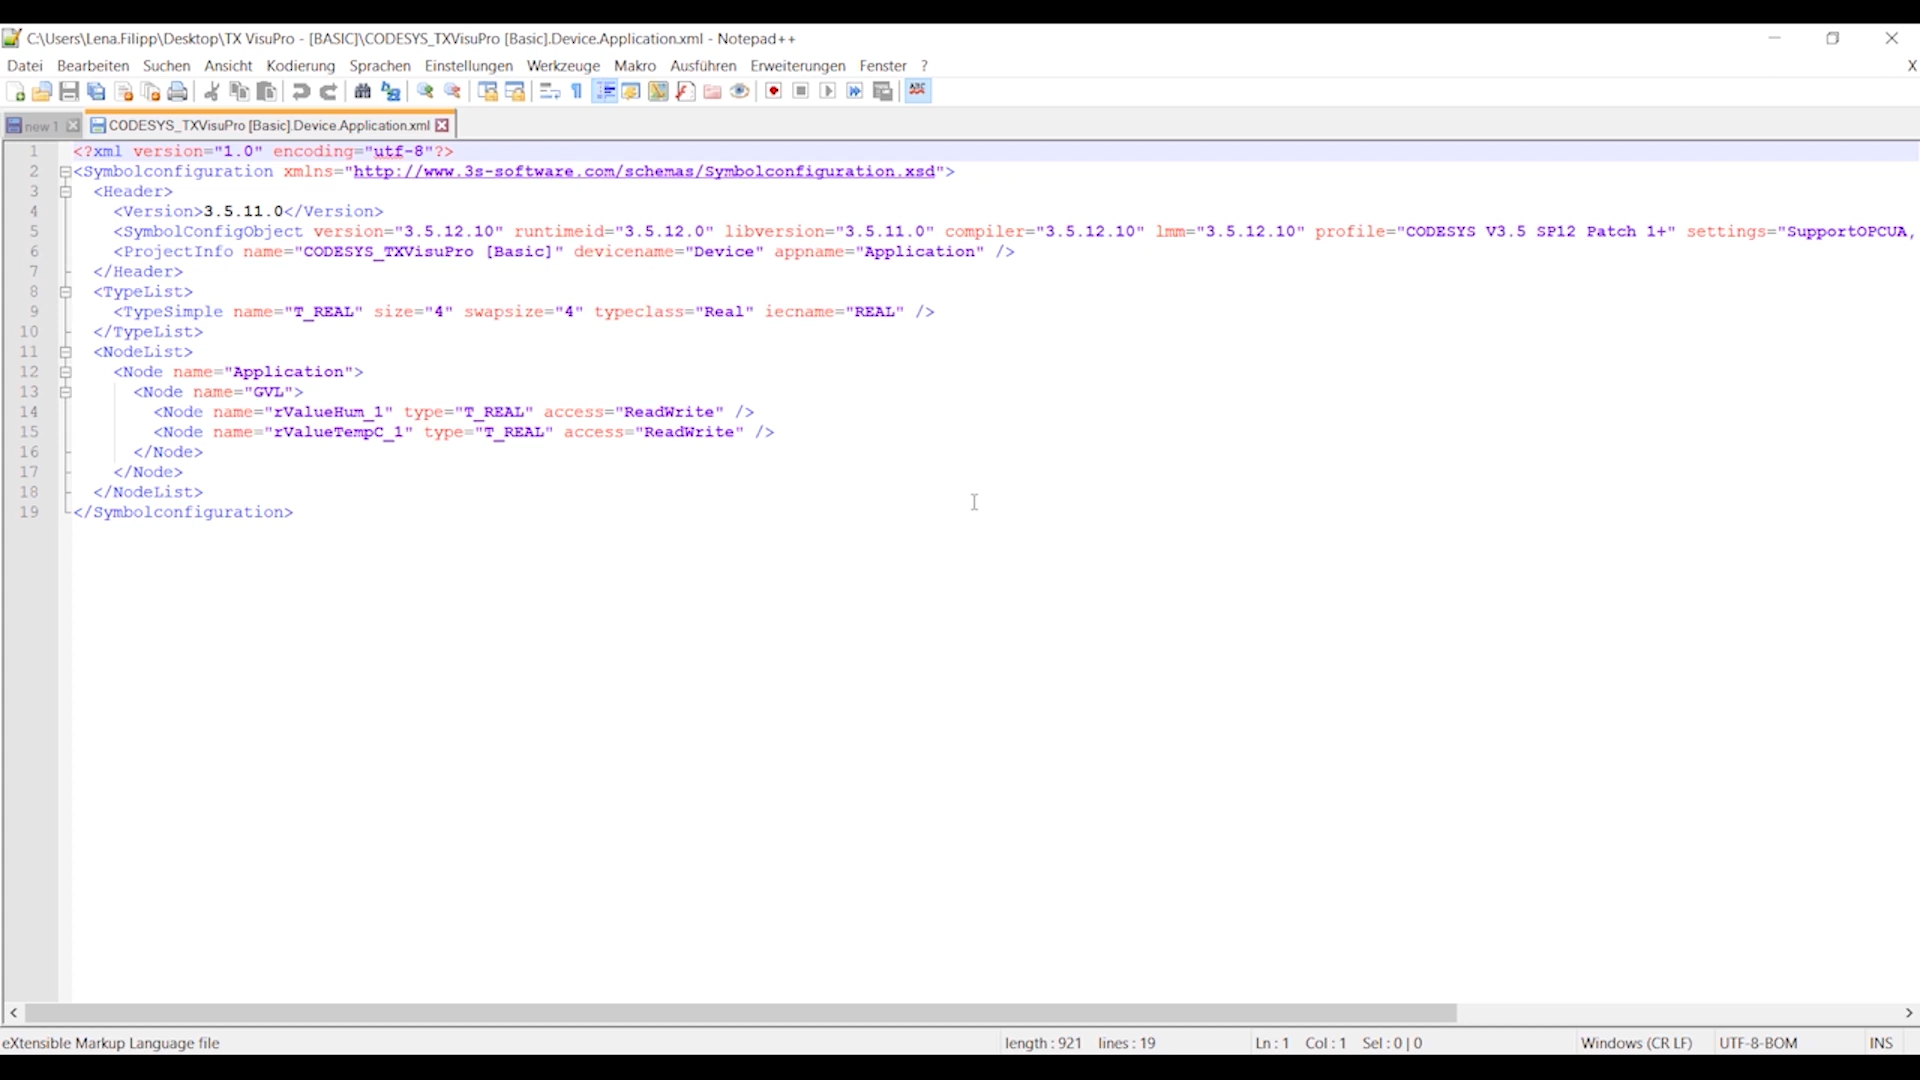 C:\Users\Lena.Filipp\Desktop\TX VisuPro - [BASIC]\CODESYS_TXVisuPro [Basic].Device.Application.xml - Notepad++
Datei Bearbeiten Suchen Ansicht Kodierung Sprachen Einstellungen Werkzeuge Makro Ausführen Erweiterungen Fenster ? X
new 1 CODESYS_TXVisuPro [Basic].Device.Application.xml
1 <?xml version="1.0" encoding="utf-8"?>
2 <Symbolconfiguration xmlns="http://www.3s-software.com/schemas/Symbolconfiguration.xsd">
3 <Header>
4 <Version>3.5.11.0</Version>
5 <SymbolConfigObject version="3.5.12.10" runtimeid="3.5.12.0" libversion="3.5.11.0" compiler="3.5.12.10" lmm="3.5.12.10" profile="CODESYS V3.5 SP12 Patch 1+" settings="SupportOPCUA,
6 <ProjectInfo name="CODESYS_TXVisuPro [Basic]" devicename="Device" appname="Application" />
7 </Header>
8 <TypeList>
9 <TypeSimple name="T_REAL" size="4" swapsize="4" typeclass="Real" iecname="REAL" />
10 </TypeList>
11 <NodeList>
12 <Node name="Application">
13 <Node name="GVL">
14 <Node name="rValueHum_1" type="T_REAL" access="ReadWrite" />
15 <Node name="rValueTempC_1" type="T_REAL" access="ReadWrite" />
16 </Node>
17 </Node>
18 </NodeList>
19 </Symbolconfiguration>
eXtensible Markup Language file length : 921 lines : 19 Ln : 1 Col : 1 Sel : 0 | 0 Windows (CR LF) UTF-8-BOM INS